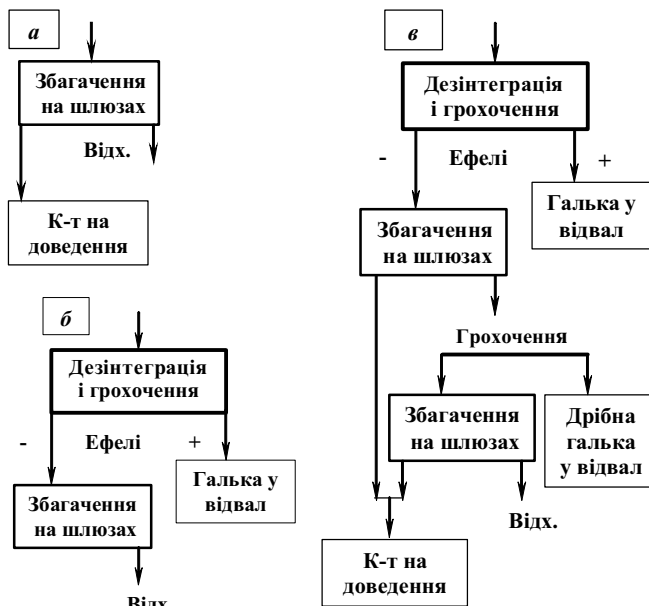 а
Збагачення
на шлюзах
Відх.
К-т на
доведення
б
Дезінтеграція
і грохочення
- Ефелі +
Галька у
відвал
Збагачення
на шлюзах
Відх.
в
Дезінтеграція
і грохочення
- Ефелі +
Галька у
відвал
Збагачення
на шлюзах
Грохочення
Збагачення
на шлюзах
Дрібна
галька
у відвал
Відх.
К-т на
доведення